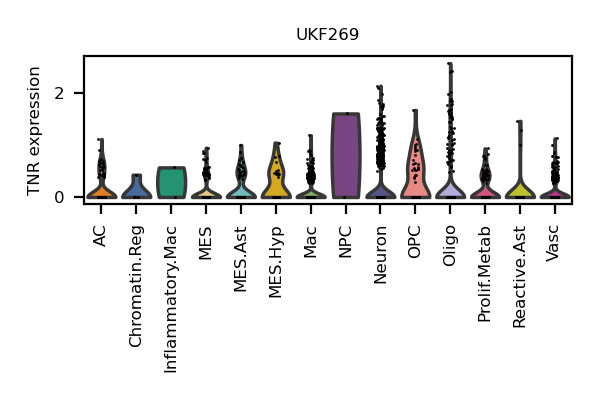 UKF269
TNR expression
2
0
AC
Chromatin.Reg
Inflammatory.Mac
MES
MES.Ast
MES.Hyp
Mac
NPC
Neuron
OPC
Oligo
Prolif.Metab
Reactive.Ast
Vasc